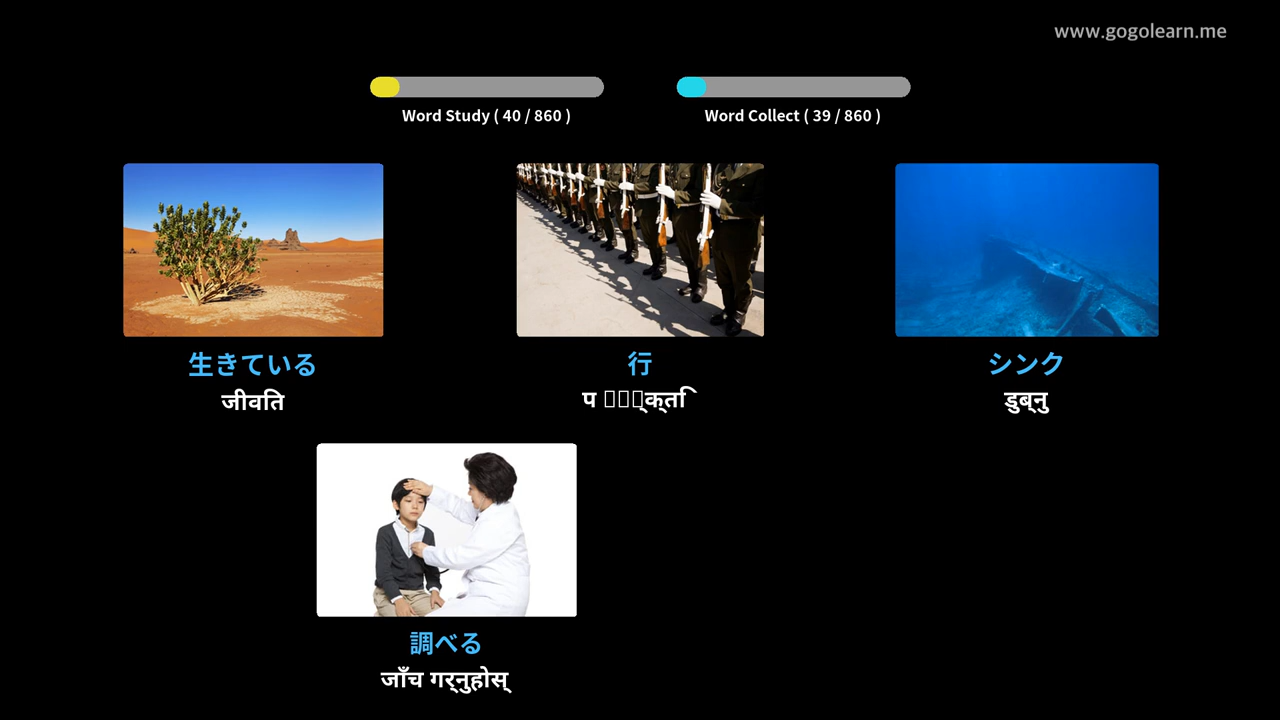 www.gogolearn.me
Word Study ( 40 / 860 )
Word Collect ( 39 / 860 )
生きている
जीवति
行
प □□□्क्ति
シンク
डुब्नु
調べる
जाँच गर्नुहोस्